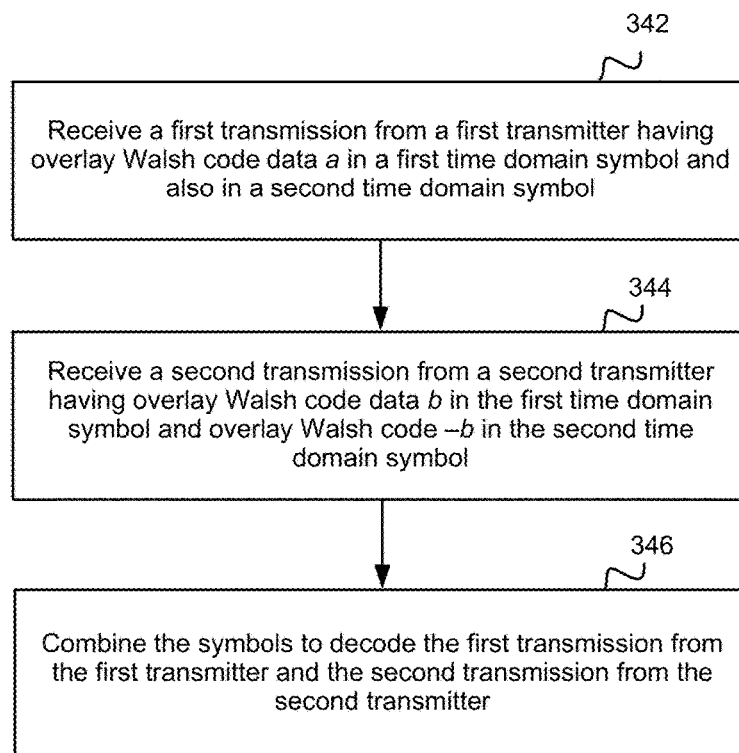 342
Receive a first transmission from a first transmitter having
overlay Walsh code data a in a first time domain symbol and
also in a second time domain symbol
344
Receive a second transmission from a second transmitter
having overlay Walsh code data b in the first time domain
symbol and overlay Walsh code –b in the second time
domain symbol
346
Combine the symbols to decode the first transmission from
the first transmitter and the second transmission from the
second transmitter